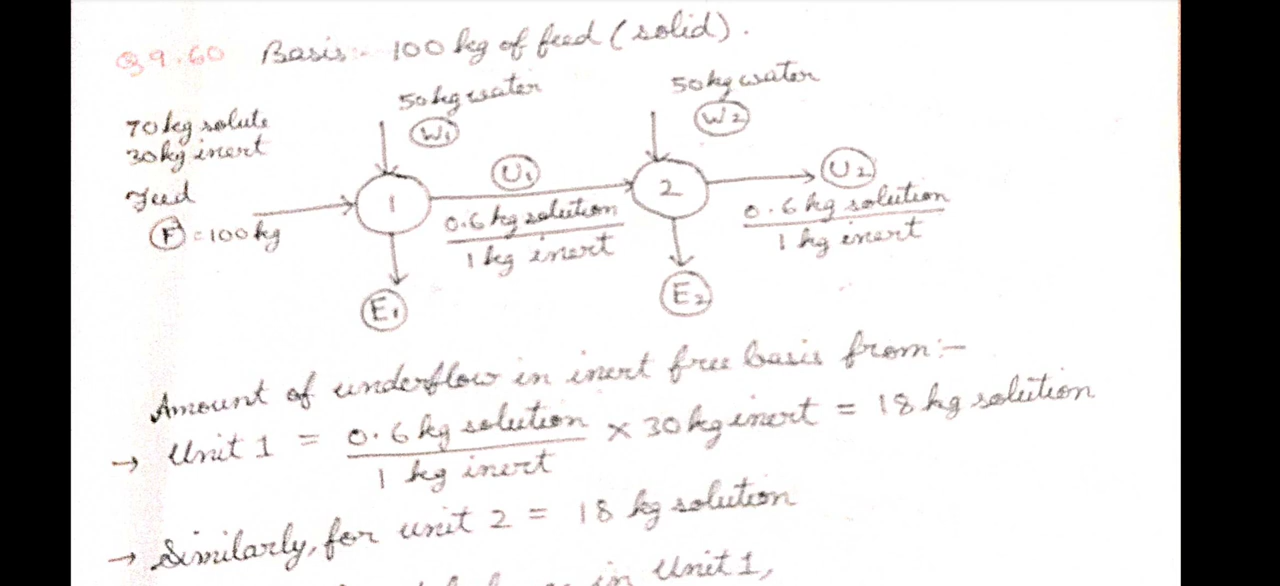 Q9.60 Basis:- 100 kg of feed (solid).
50 kg water
50 kg water
W1
W2
70 kg solute
30 kg inert
Feed
F = 100 kg
1
U1
2
U2
0.6 kg solution
1 kg inert
0.6 kg solution
1 kg inert
E1
E2
Amount of underflow in inert free basis from:-
→ Unit 1 = 0.6 kg solution / 1 kg inert × 30 kg inert = 18 kg solution
→ Similarly, for unit 2 = 18 kg solution
in Unit 1,